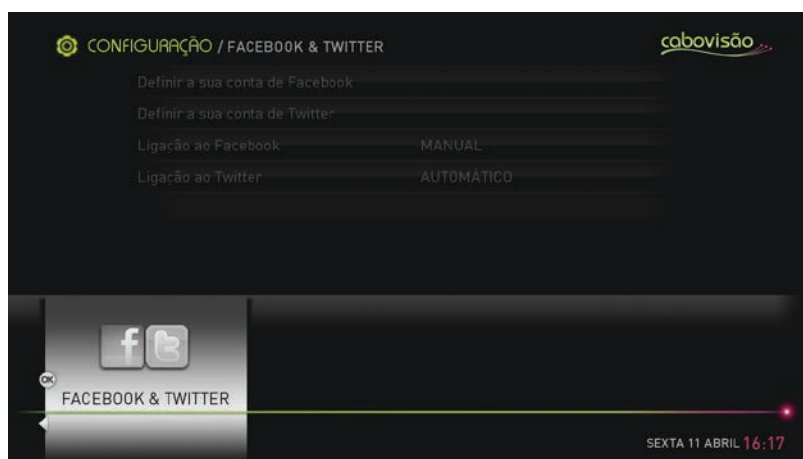 CONFIGURAÇÃO / FACEBOOK & TWITTER
cabovisão
Definir a sua conta de Facebook
Definir a sua conta de Twitter
Ligação ao Facebook MANUAL
Ligação ao Twitter AUTOMÁTICO
f t
OK
FACEBOOK & TWITTER
SEXTA 11 ABRIL 16:17